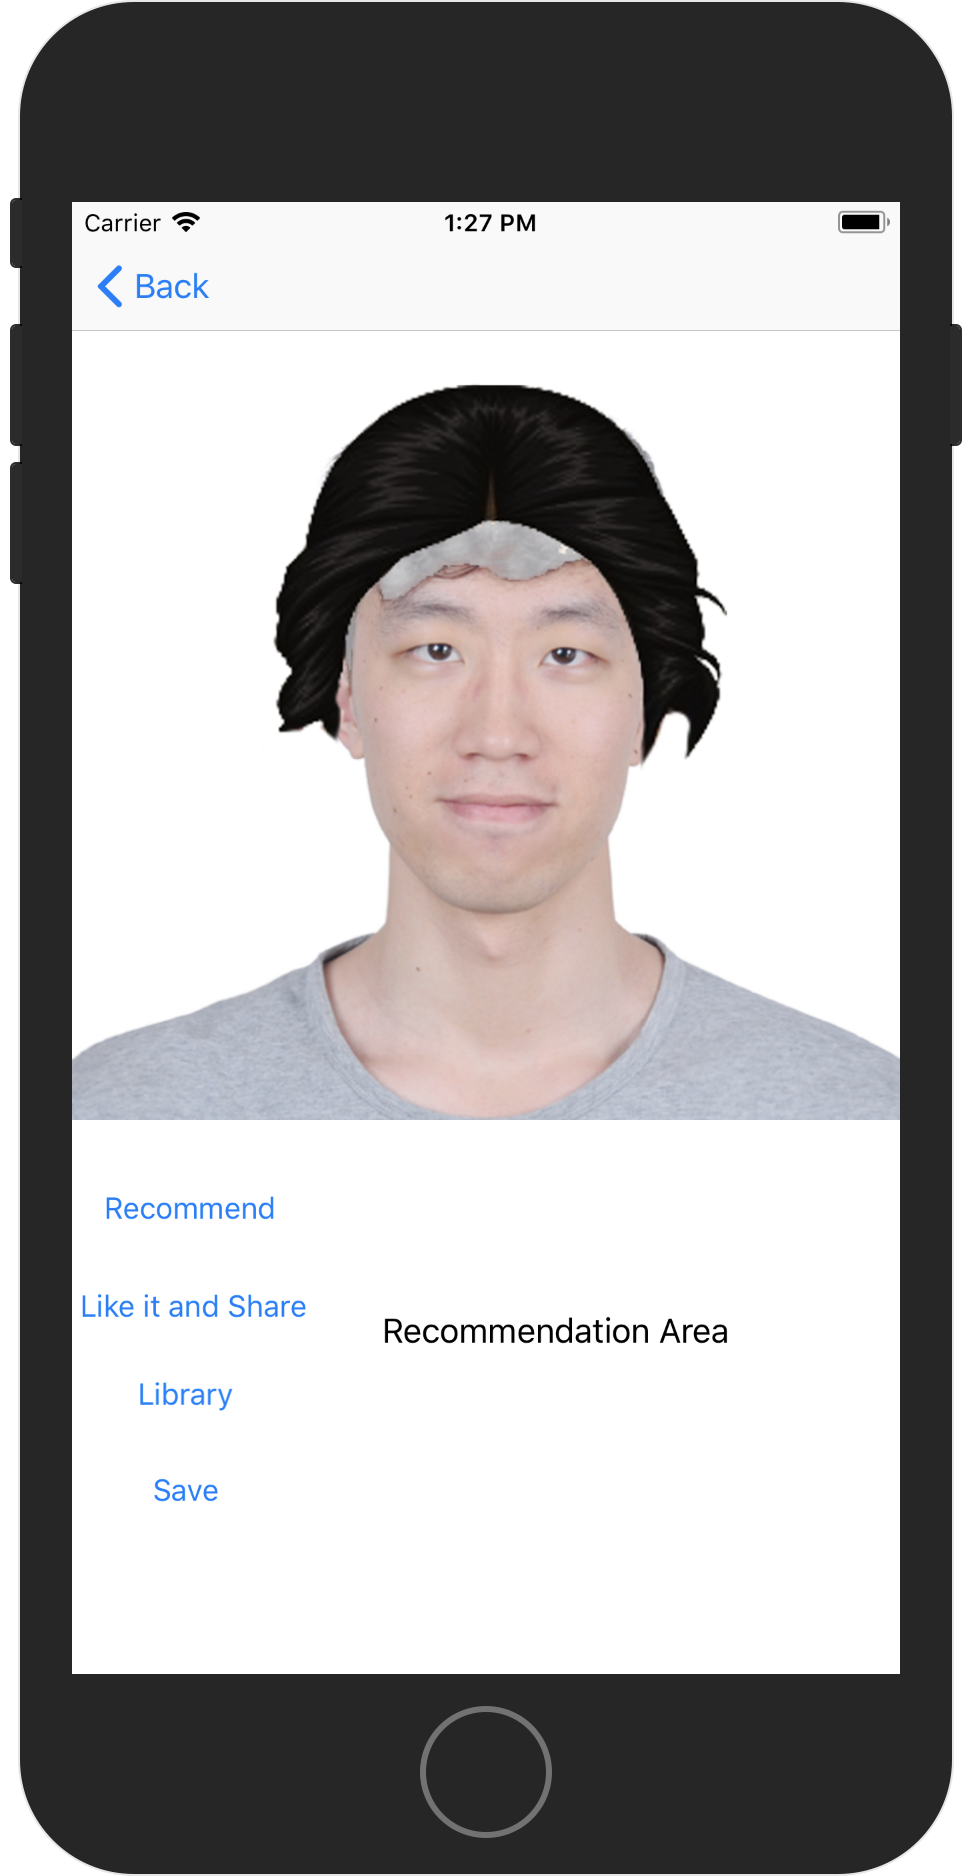 Carrier 1:27 PM
Back
Recommend
Like it and Share
Recommendation Area
Library
Save